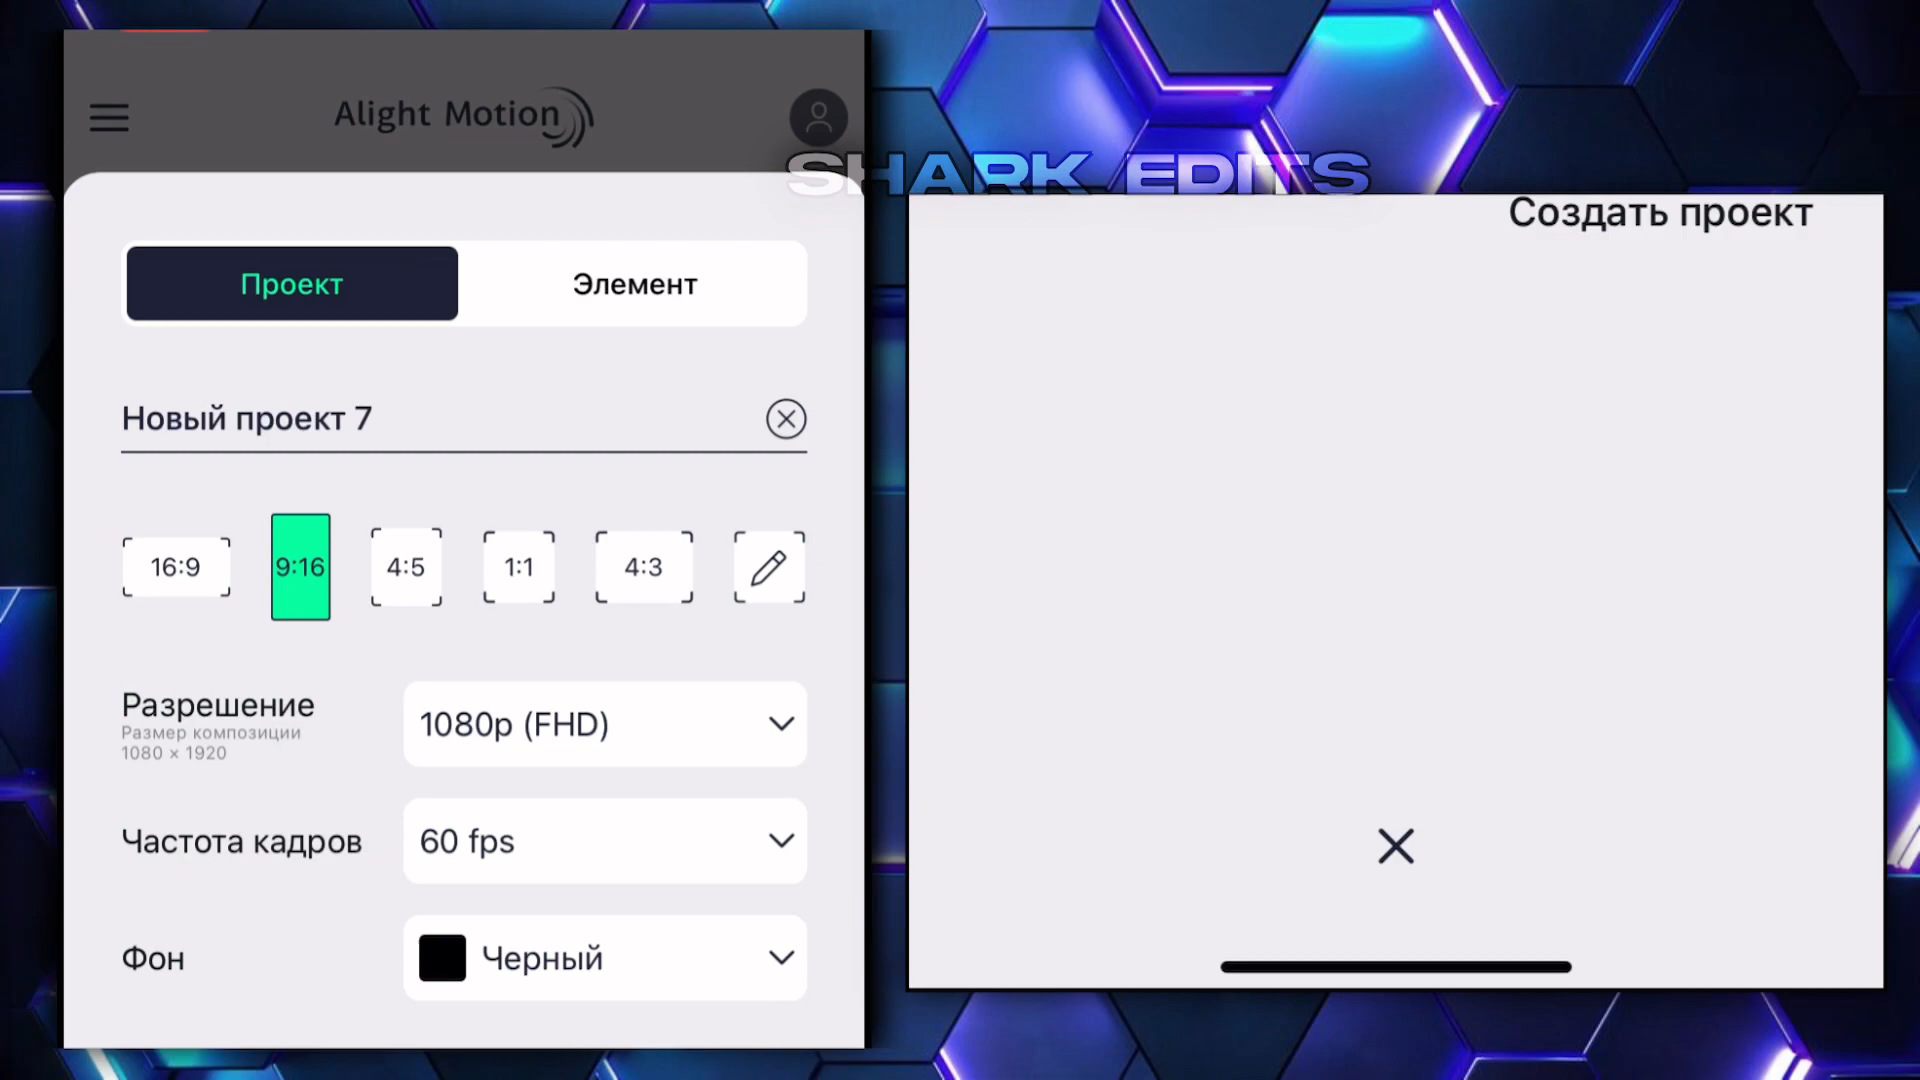 Alight Motion
SHARK EDITS
Создать проект
Проект
Элемент
Новый проект 7
16:9
9:16
4:5
1:1
4:3
Разрешение
Размер композиции
1080 × 1920
1080p (FHD)
Частота кадров
60 fps
Фон
Черный